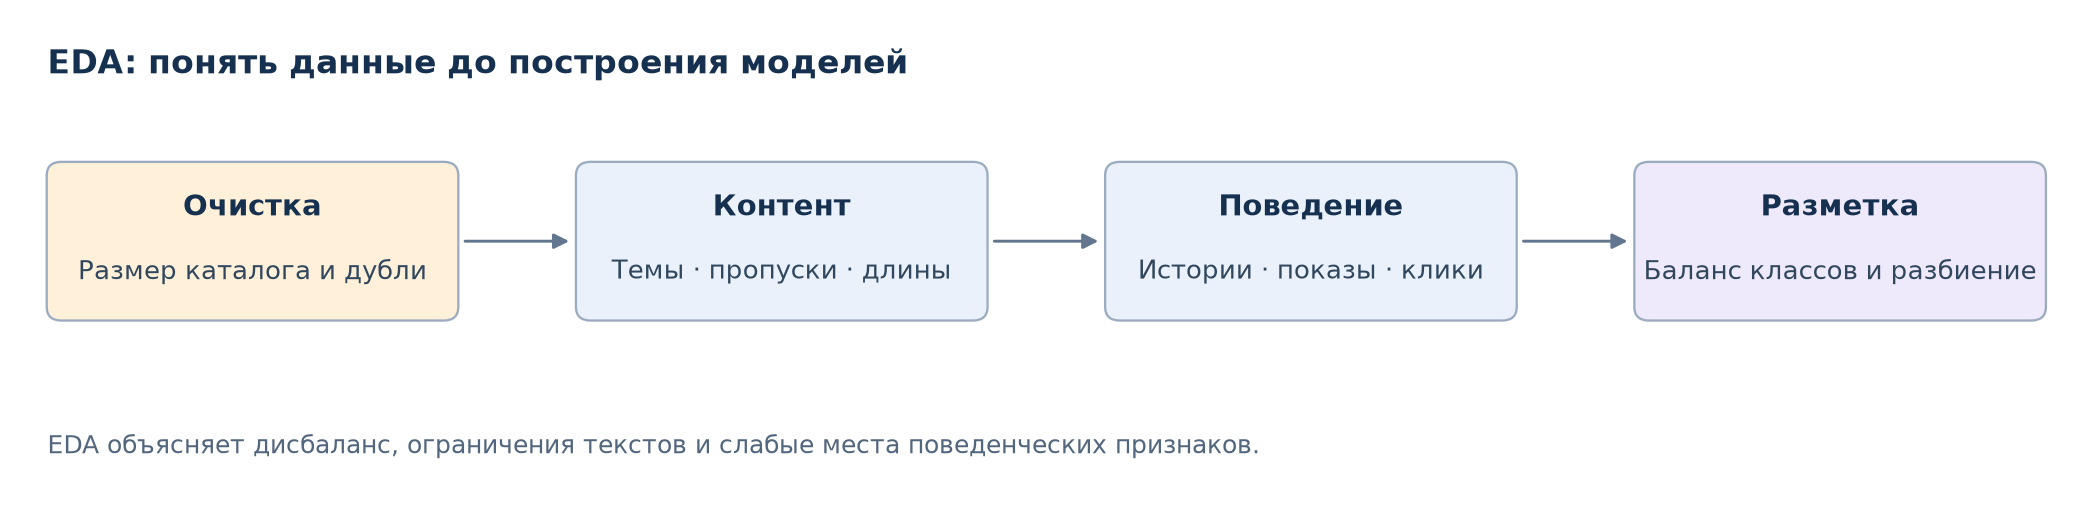 EDA: понять данные до построения моделей
Очистка
Размер каталога и дубли
Контент
Темы · пропуски · длины
Поведение
Истории · показы · клики
Разметка
Баланс классов и разбиение
EDA объясняет дисбаланс, ограничения текстов и слабые места поведенческих признаков.